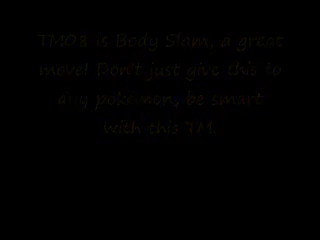 TM08 is Body Slam, a great
move! Don't just give this to
any pokemon, be smart
with this TM.